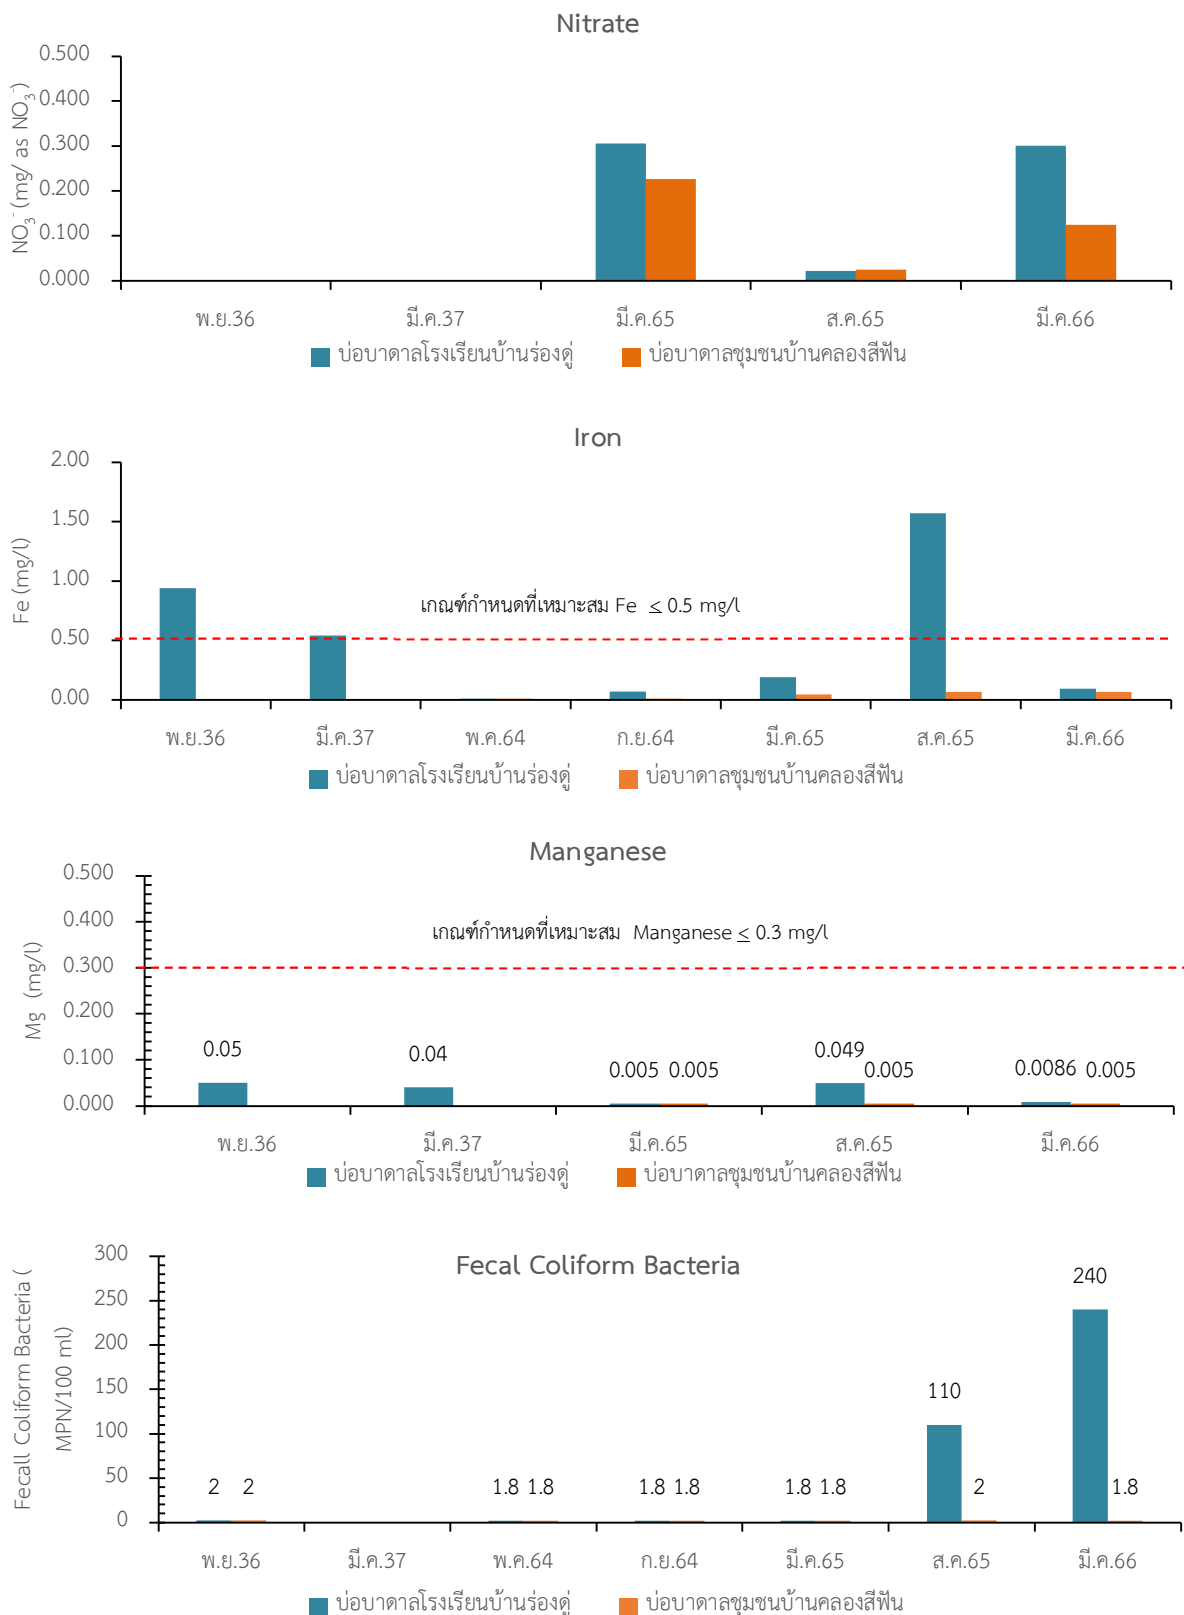 Nitrate
NO₃⁻ (mg/ as NO₃⁻)
0.500
0.400
0.300
0.200
0.100
0.000
พ.ย.36 มี.ค.37 มี.ค.65 ส.ค.65 มี.ค.66
บ่อบาดาลโรงเรียนบ้านร่องดู่ บ่อบาดาลชุมชนบ้านคลองสีฟัน
Iron
Fe (mg/l)
2.00
1.50
1.00
เกณฑ์กำหนดที่เหมาะสม Fe ≤ 0.5 mg/l
0.50
0.00
พ.ย.36 มี.ค.37 พ.ค.64 ก.ย.64 มี.ค.65 ส.ค.65 มี.ค.66
บ่อบาดาลโรงเรียนบ้านร่องดู่ บ่อบาดาลชุมชนบ้านคลองสีฟัน
Manganese
Mg (mg/l)
0.500
0.400
เกณฑ์กำหนดที่เหมาะสม Manganese ≤ 0.3 mg/l
0.300
0.200
0.100
0.000
0.05 0.04 0.005 0.005 0.049 0.005 0.0086 0.005
พ.ย.36 มี.ค.37 มี.ค.65 ส.ค.65 มี.ค.66
บ่อบาดาลโรงเรียนบ้านร่องดู่ บ่อบาดาลชุมชนบ้านคลองสีฟัน
Fecal Coliform Bacteria
Fecall Coliform Bacteria (
MPN/100 ml)
300
250
200
150
100
50
0
2 2 1.8 1.8 1.8 1.8 1.8 1.8 110 2 240 1.8
พ.ย.36 มี.ค.37 พ.ค.64 ก.ย.64 มี.ค.65 ส.ค.65 มี.ค.66
บ่อบาดาลโรงเรียนบ้านร่องดู่ บ่อบาดาลชุมชนบ้านคลองสีฟัน